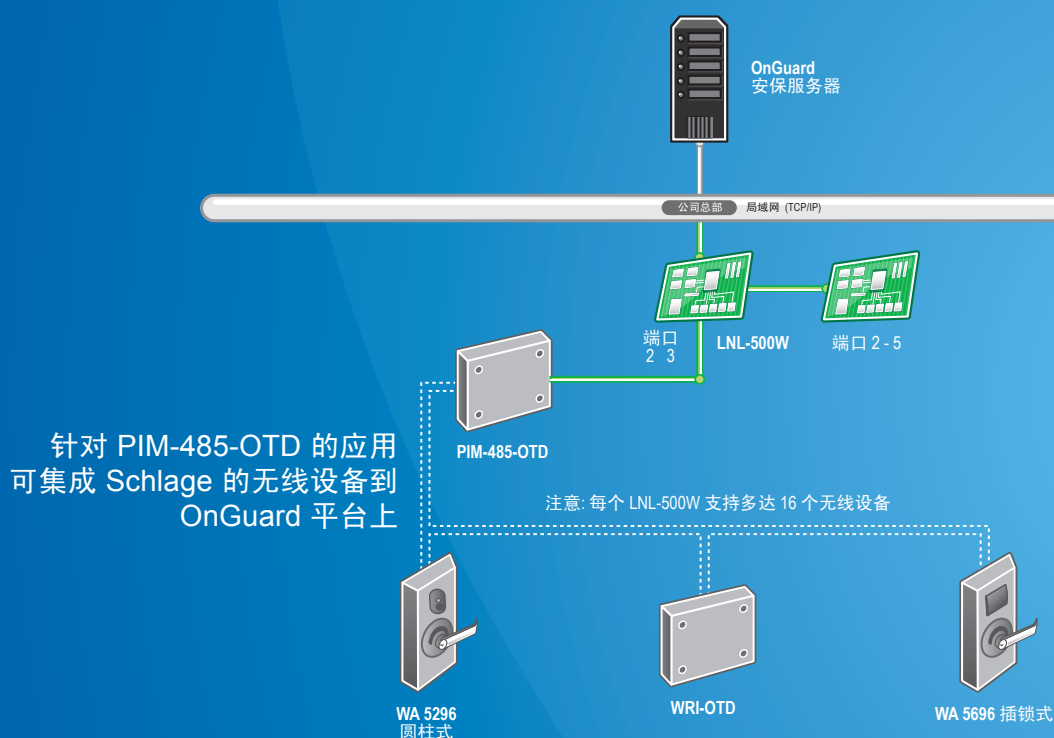 OnGuard
安保服务器
公司总部 局域网 (TCP/IP)
端口
2 3
LNL-500W
端口 2 - 5
PIM-485-OTD
针对 PIM-485-OTD 的应用
可集成 Schlage 的无线设备到
OnGuard 平台上
注意: 每个 LNL-500W 支持多达 16 个无线设备
WA 5296
圆柱式
WRI-OTD
WA 5696 插锁式